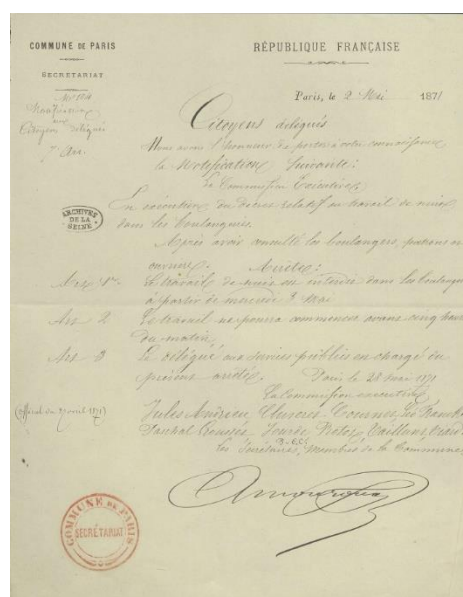 COMMUNE DE PARIS
SECRÉTARIAT
RÉPUBLIQUE FRANÇAISE
Paris, le 2 Mai 1871
Citoyen délégué
Citoyens délégués
Nous avons l'honneur de porter à votre connaissance
la Notification suivante:
La Commission Exécutive
En exécution du décret relatif au travail de nuit
dans les boulangeries.
Après avoir consulté les boulangers, patrons et
ouvriers. Arrête:
Art 1er Le travail de nuit est interdit dans les boulangeries
à partir de mercredi 3 Mai
Art 2 Le travail ne pourra commencer avant cinq heures
du matin.
Art 3 Le délégué aux services publics est chargé du
présent arrêté. Paris le 28
La Commission exécutive
(Officiel du avril 1871)
Jules Andrieu Cluseret Cournet Léo Frankel
Paschal Grousset Jourde Protot Vaillant
Les Secrétaires, Membres de la Commune
ARCHIVES
DE LA
SEINE
COMMUNE DE PARIS
SECRÉTARIAT